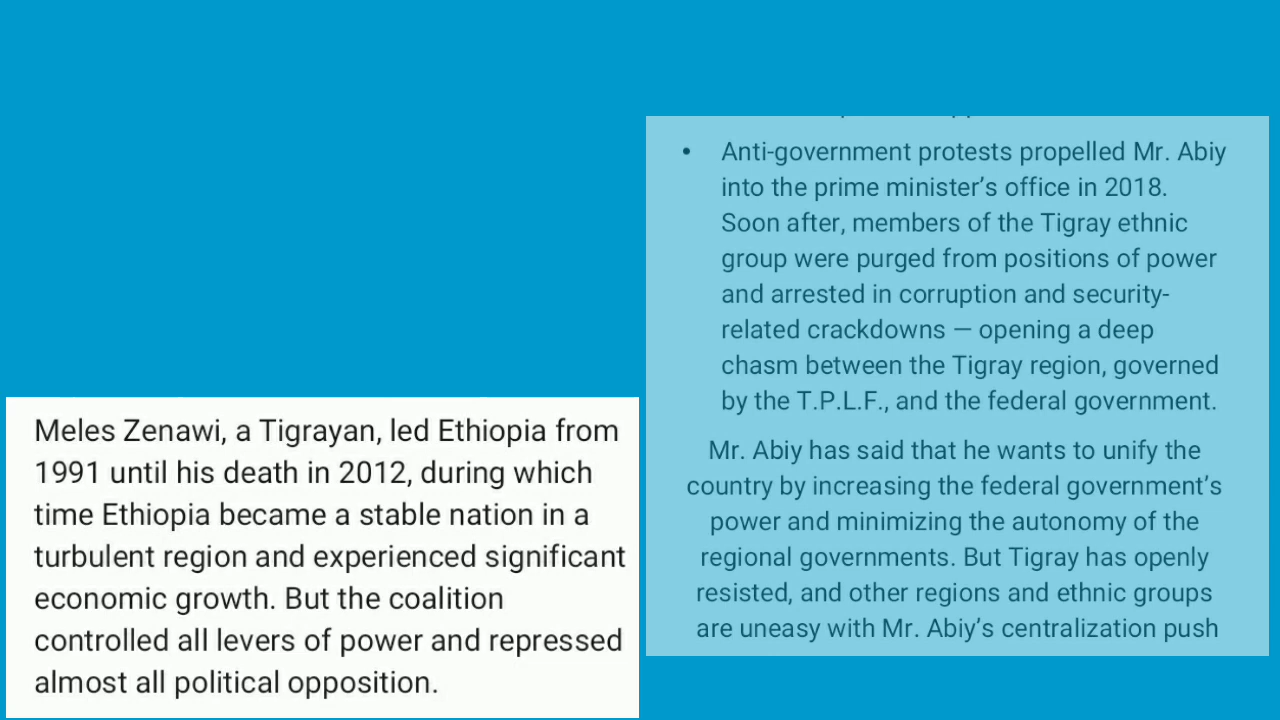 Meles Zenawi, a Tigrayan, led Ethiopia from
1991 until his death in 2012, during which
time Ethiopia became a stable nation in a
turbulent region and experienced significant
economic growth. But the coalition
controlled all levers of power and repressed
almost all political opposition.
• Anti-government protests propelled Mr. Abiy
into the prime minister’s office in 2018.
Soon after, members of the Tigray ethnic
group were purged from positions of power
and arrested in corruption and security-
related crackdowns — opening a deep
chasm between the Tigray region, governed
by the T.P.L.F., and the federal government.
Mr. Abiy has said that he wants to unify the
country by increasing the federal government’s
power and minimizing the autonomy of the
regional governments. But Tigray has openly
resisted, and other regions and ethnic groups
are uneasy with Mr. Abiy’s centralization push